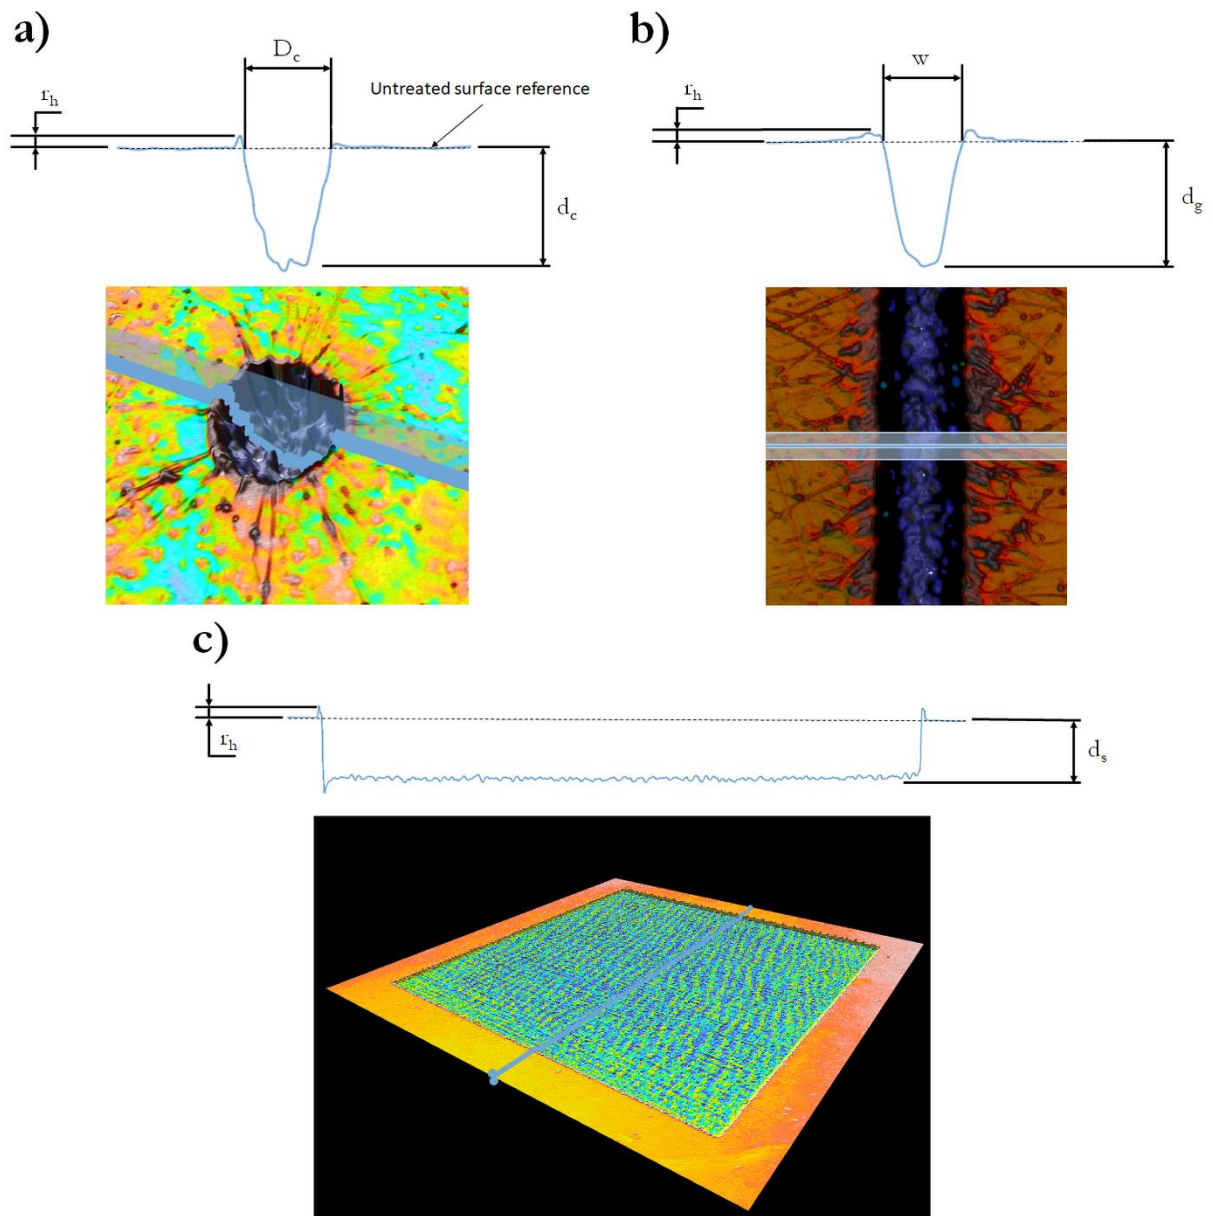 a)
D_c
r_h
Untreated surface reference
d_c
b)
w
r_h
d_g
c)
r_h
d_s